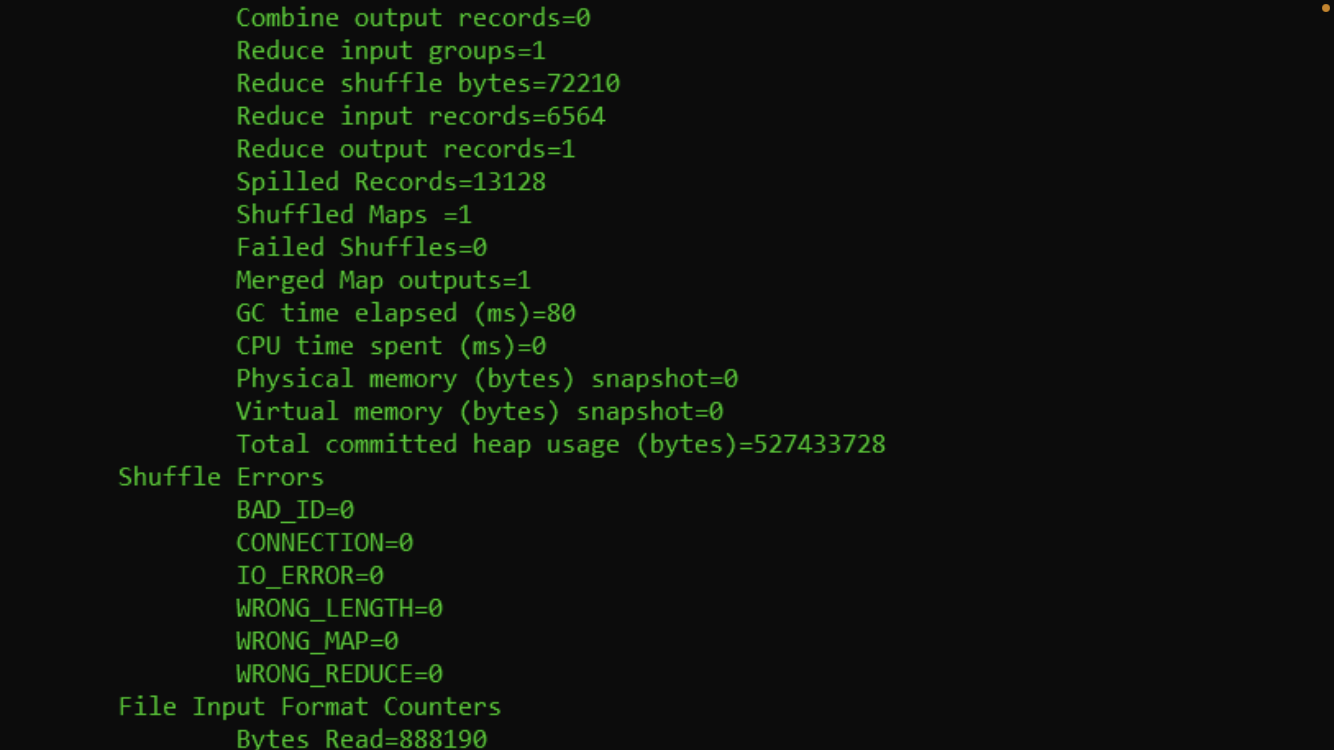 Combine output records=0
Reduce input groups=1
Reduce shuffle bytes=72210
Reduce input records=6564
Reduce output records=1
Spilled Records=13128
Shuffled Maps =1
Failed Shuffles=0
Merged Map outputs=1
GC time elapsed (ms)=80
CPU time spent (ms)=0
Physical memory (bytes) snapshot=0
Virtual memory (bytes) snapshot=0
Total committed heap usage (bytes)=527433728
Shuffle Errors
BAD_ID=0
CONNECTION=0
IO_ERROR=0
WRONG_LENGTH=0
WRONG_MAP=0
WRONG_REDUCE=0
File Input Format Counters
Bytes Read=888190